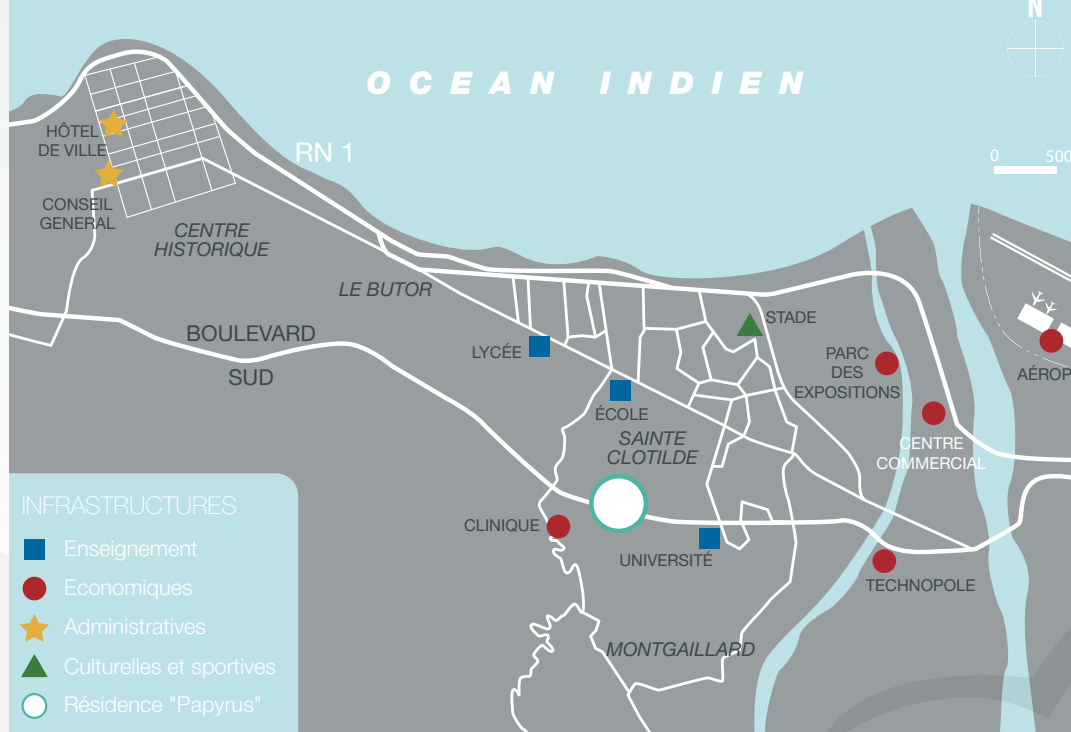 N
OCEAN INDIEN
0 500
RN 1
HÔTEL
DE VILLE
CONSEIL
GENERAL
CENTRE
HISTORIQUE
LE BUTOR
BOULEVARD
SUD
LYCÉE
ÉCOLE
STADE
PARC
DES
EXPOSITIONS
AÉROP
CENTRE
COMMERCIAL
SAINTE
CLOTILDE
CLINIQUE
UNIVERSITÉ
TECHNOPOLE
MONTGAILLARD
INFRASTRUCTURES
Enseignement
Economiques
Administratives
Culturelles et sportives
Résidence "Papyrus"